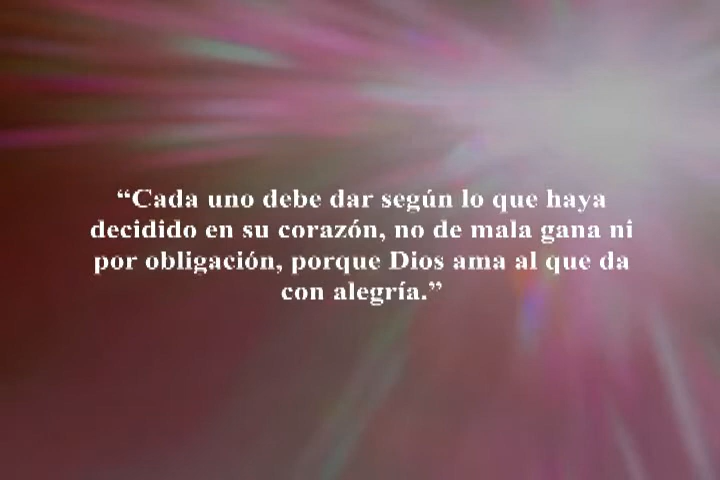 “Cada uno debe dar según lo que haya
decidido en su corazón, no de mala gana ni
por obligación, porque Dios ama al que da
con alegría.”